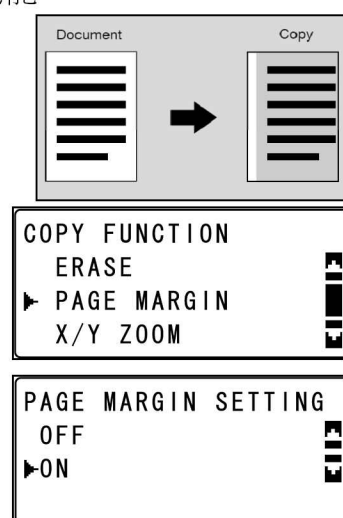 Document Copy
COPY FUNCTION
ERASE
PAGE MARGIN
X/Y ZOOM
PAGE MARGIN SETTING
OFF
ON